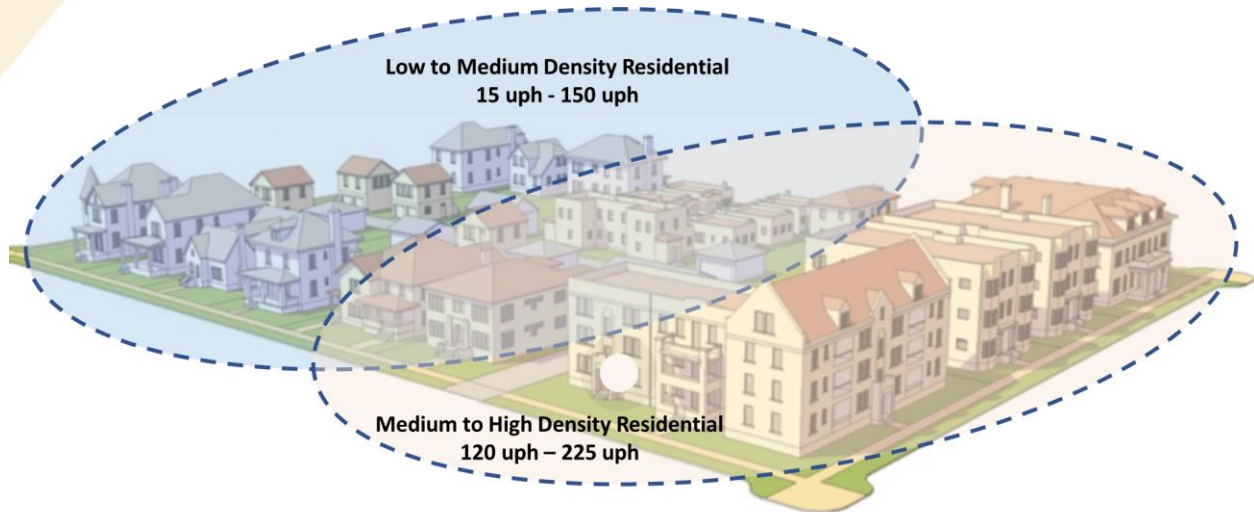 Low to Medium Density Residential
15 uph - 150 uph
Medium to High Density Residential
120 uph – 225 uph